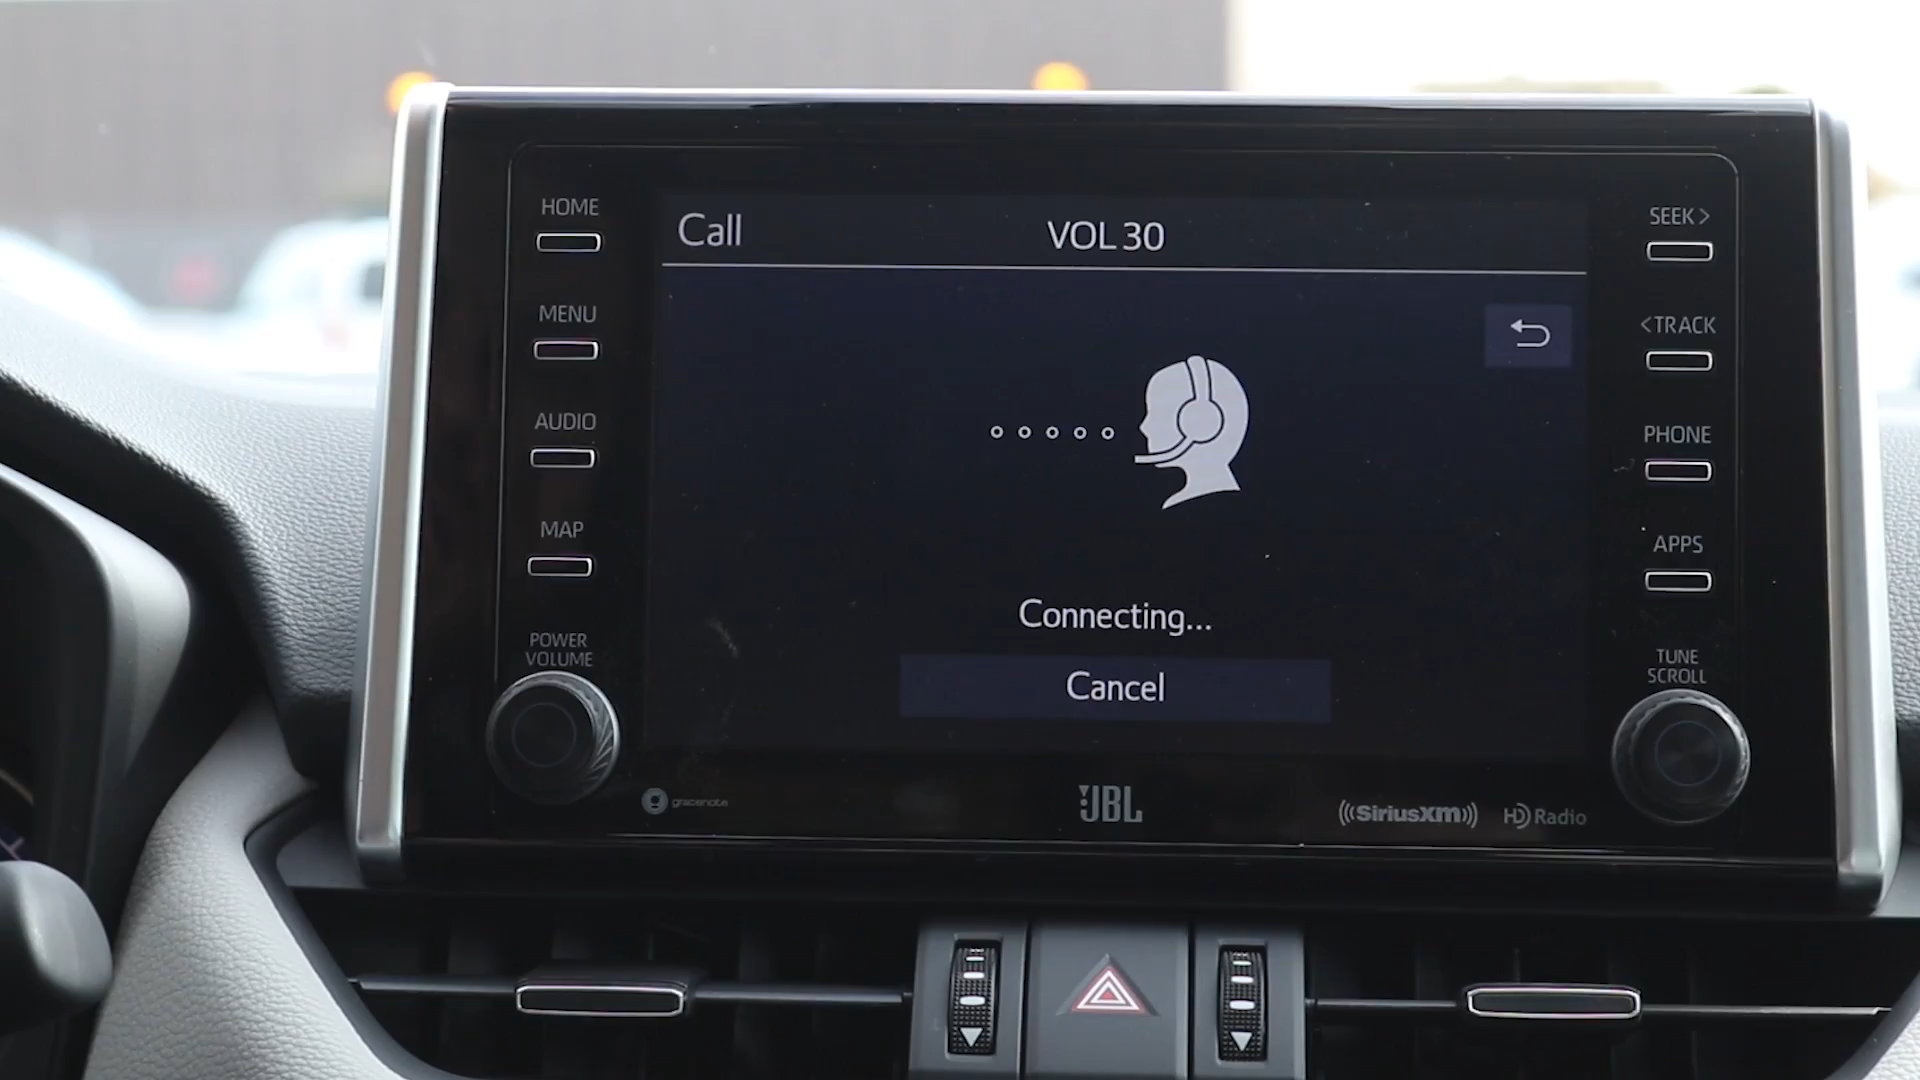 HOME
MENU
AUDIO
MAP
POWER
VOLUME
Call
VOL 30
Connecting...
Cancel
gracenote
JBL
((SiriusXM))
HD Radio
SEEK >
< TRACK
PHONE
APPS
TUNE
SCROLL